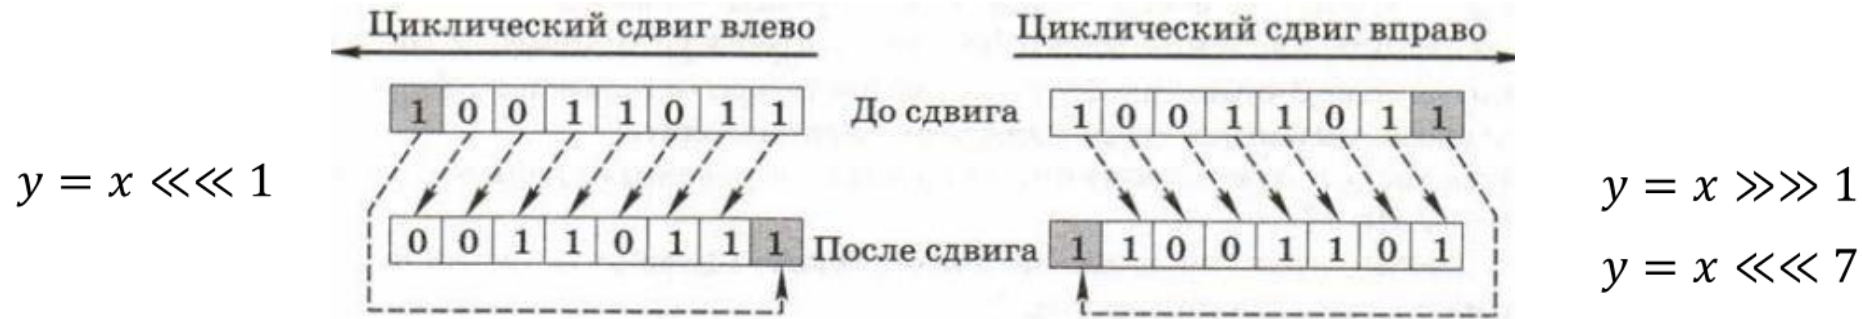 Циклический сдвиг влево
1 0 0 1 1 0 1 1
0 0 1 1 0 1 1 1
y = x ⋘ 1
До сдвига
После сдвига
Циклический сдвиг вправо
1 0 0 1 1 0 1 1
1 1 0 0 1 1 0 1
y = x ⋙ 1
y = x ⋘ 7